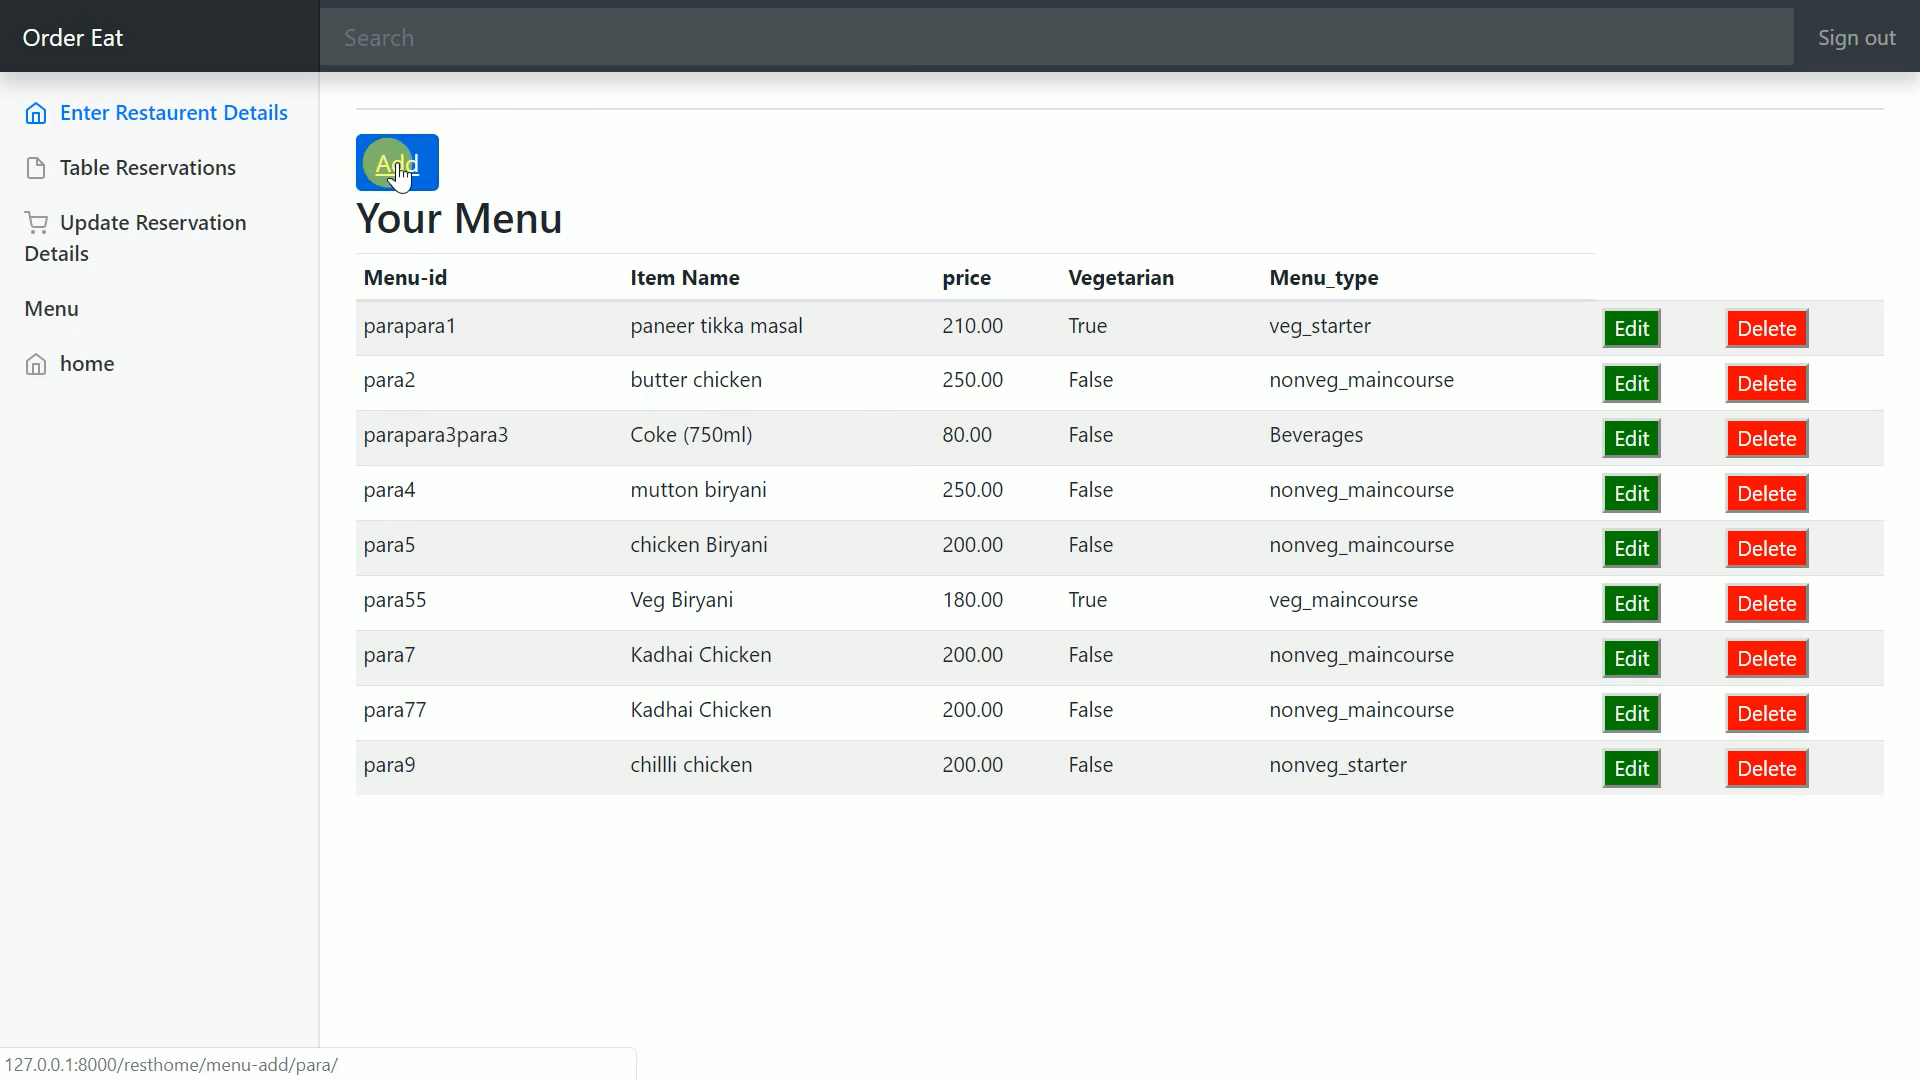 Order Eat
Search
Sign out
Enter Restaurent Details
Table Reservations
Update Reservation
Details
Menu
home
Add
Your Menu
Menu-id Item Name price Vegetarian Menu_type
parapara1 paneer tikka masal 210.00 True veg_starter Edit Delete
para2 butter chicken 250.00 False nonveg_maincourse Edit Delete
parapara3para3 Coke (750ml) 80.00 False Beverages Edit Delete
para4 mutton biryani 250.00 False nonveg_maincourse Edit Delete
para5 chicken Biryani 200.00 False nonveg_maincourse Edit Delete
para55 Veg Biryani 180.00 True veg_maincourse Edit Delete
para7 Kadhai Chicken 200.00 False nonveg_maincourse Edit Delete
para77 Kadhai Chicken 200.00 False nonveg_maincourse Edit Delete
para9 chillli chicken 200.00 False nonveg_starter Edit Delete
127.0.0.1:8000/resthome/menu-add/para/